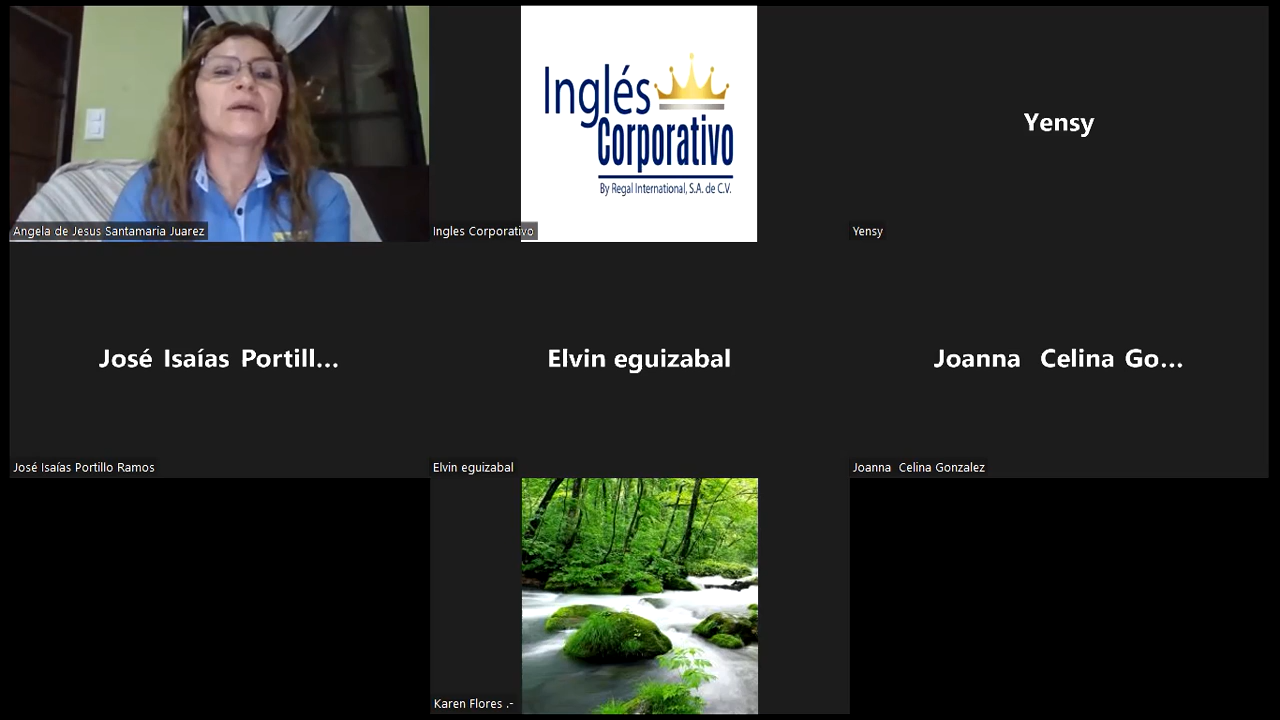 Inglés
Corporativo
By Regal International, S.A. de C.V.
Yensy
Angela de Jesus Santamaria Juarez
Ingles Corporativo
Yensy
José Isaías Portill...
Elvin eguizabal
Joanna Celina Go...
José Isaías Portillo Ramos
Elvin eguizabal
Joanna Celina Gonzalez
Karen Flores .-